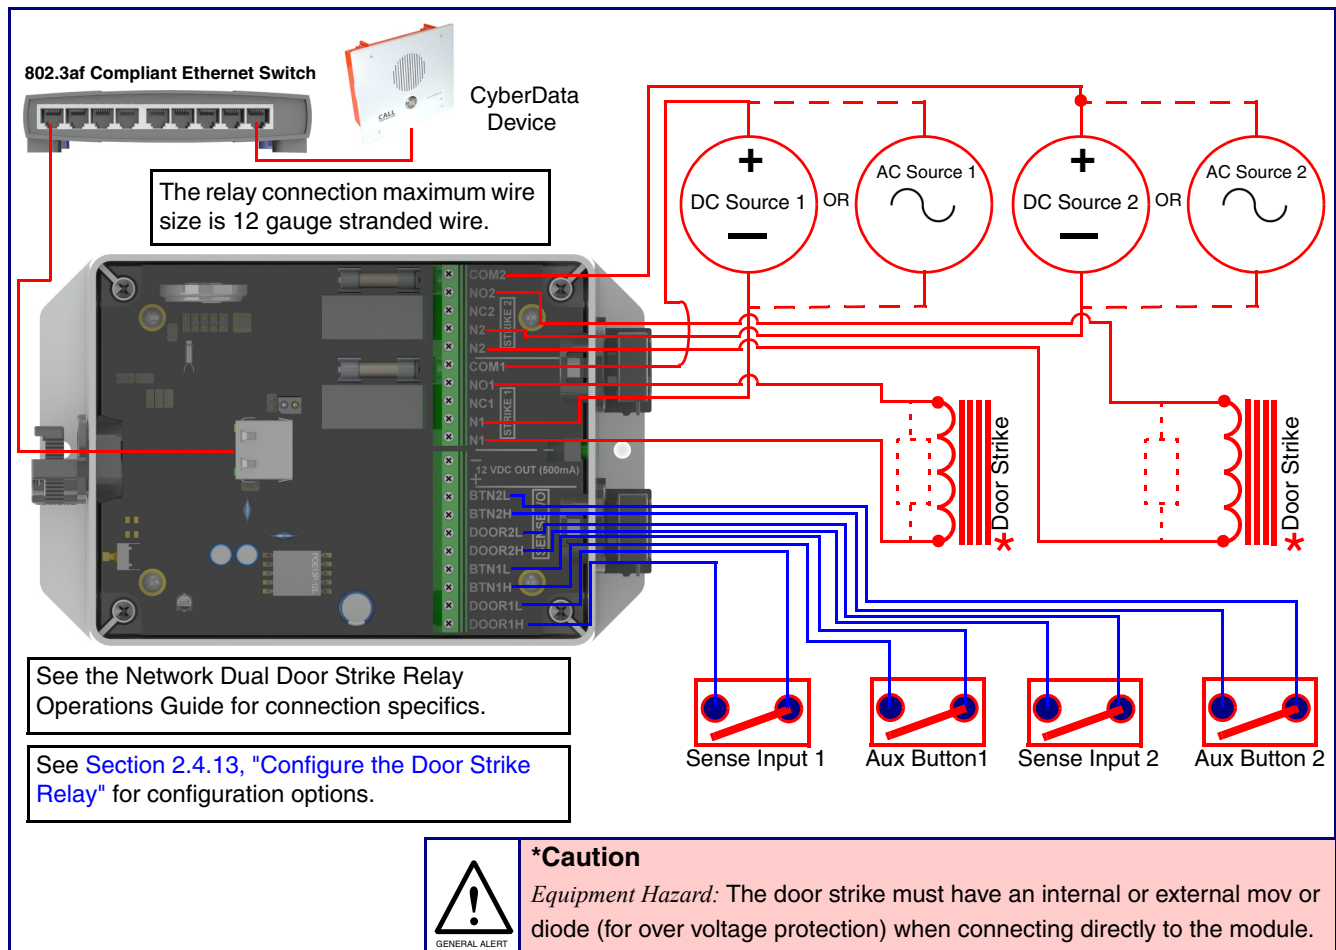 802.3af Compliant Ethernet Switch
CALL
CyberData
Device
The relay connection maximum wire
size is 12 gauge stranded wire.
+
DC Source 1
—
OR
AC Source 1
+
DC Source 2
—
OR
AC Source 2
COM2
NO2
NC2
N2
N2
STRIKE 2
COM1
NO1
NC1
N1
N1
STRIKE 1
–
12 VDC OUT (500mA)
+
BTN2L
BTN2H
DOOR2L
DOOR2H
BTN1L
BTN1H
DOOR1L
DOOR1H
POE13P-12L
*Door Strike
*Door Strike
See the Network Dual Door Strike Relay
Operations Guide for connection specifics.
See Section 2.4.13, "Configure the Door Strike
Relay" for configuration options.
Sense Input 1
Aux Button1
Sense Input 2
Aux Button 2
GENERAL ALERT
*Caution
Equipment Hazard: The door strike must have an internal or external mov or
diode (for over voltage protection) when connecting directly to the module.